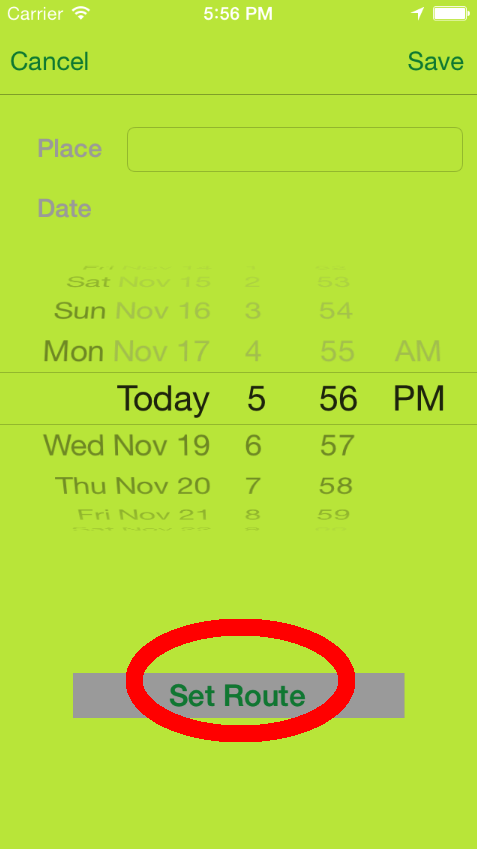 Carrier 5:56 PM
Cancel Save
Place
Date
Sat Nov 15 2 53
Sun Nov 16 3 54
Mon Nov 17 4 55 AM
Today 5 56 PM
Wed Nov 19 6 57
Thu Nov 20 7 58
Fri Nov 21 8 59
Set Route